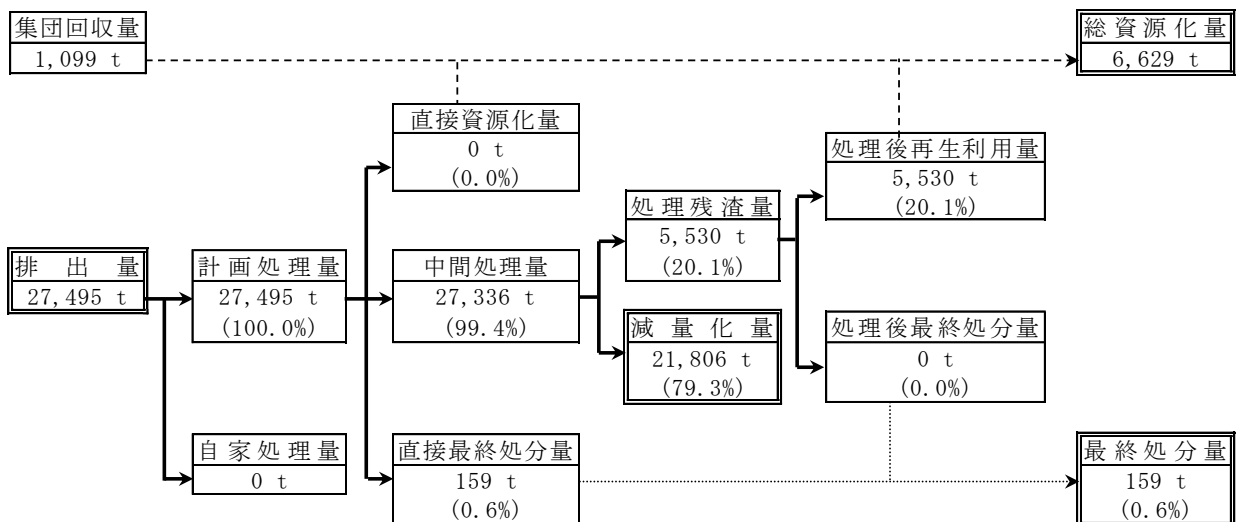 集団回収量
1,099 t
総資源化量
6,629 t
直接資源化量
0 t
(0.0%)
処理後再生利用量
5,530 t
(20.1%)
処理残渣量
5,530 t
(20.1%)
排出量
27,495 t
計画処理量
27,495 t
(100.0%)
中間処理量
27,336 t
(99.4%)
減量化量
21,806 t
(79.3%)
処理後最終処分量
0 t
(0.0%)
自家処理量
0 t
直接最終処分量
159 t
(0.6%)
最終処分量
159 t
(0.6%)